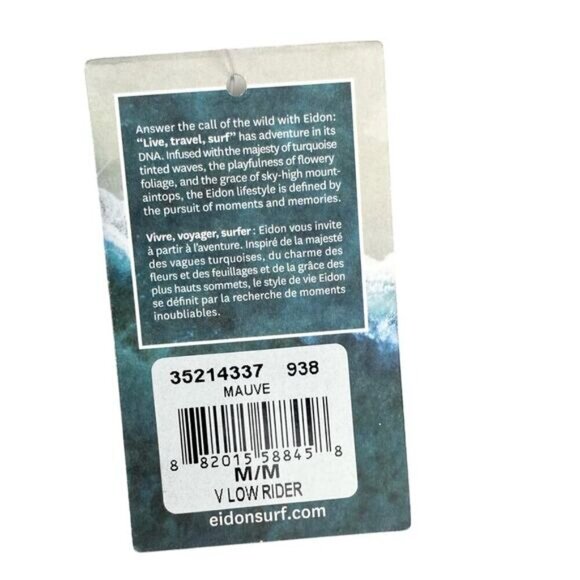 Answer the call of the wild with Eidon:
"Live, travel, surf" has adventure in its
DNA. Infused with the majesty of turquoise
tinted waves, the playfulness of flowery
foliage, and the grace of sky-high mount-
aintops, the Eidon lifestyle is defined by
the pursuit of moments and memories.
Vivre, voyager, surfer : Eidon vous invite
à partir à l'aventure. Inspiré de la majesté
des vagues turquoises, du charme des
fleurs et des feuillages et de la grâce des
plus hauts sommets, le style de vie Eidon
se définit par la recherche de moments
inoubliables.
35214337 938
MAUVE
8 82015 58845 8
M/M
V LOW RIDER
eidonsurf.com